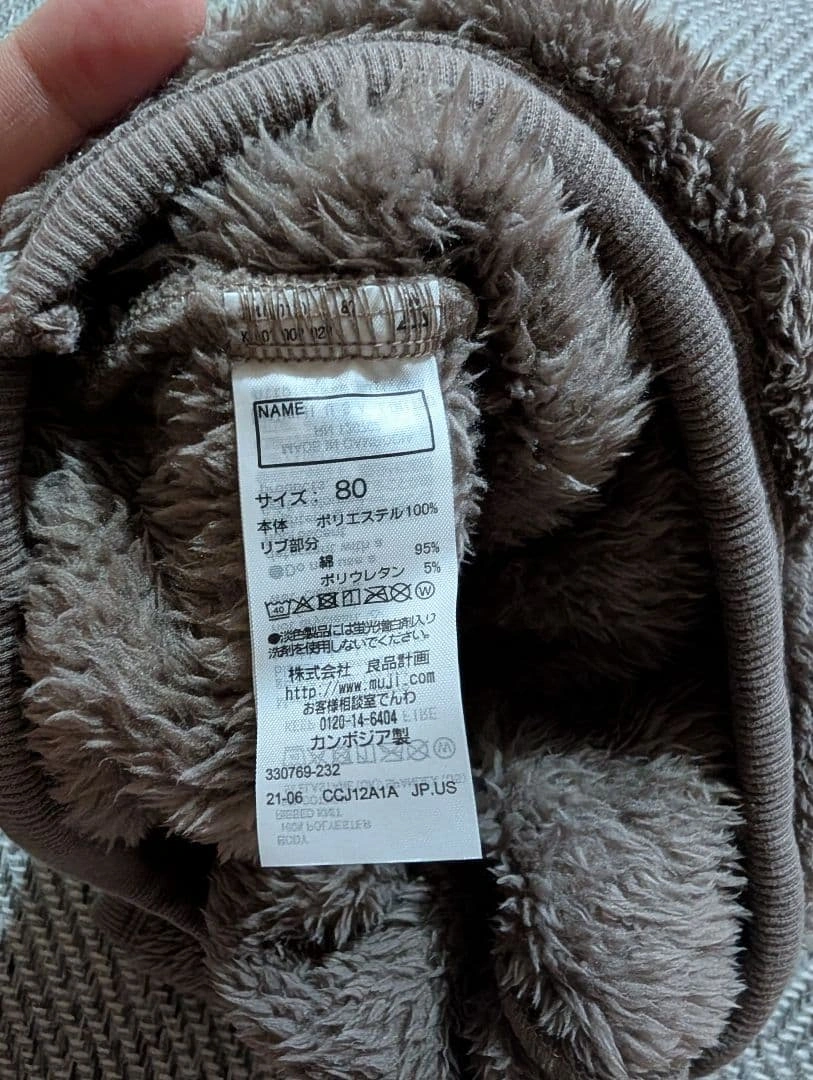 NAME
サイズ: 80
本体 ポリエステル100%
リブ部分
綿 95%
ポリウレタン 5%
40 W
●淡色製品には蛍光増白剤入り
洗剤を使用しないでください。
株式会社 良品計画
http://www.muji.com
お客様相談室でんわ
0120-14-6404
カンボジア製
330769-232
21-06 CCJ12A1A JP.US